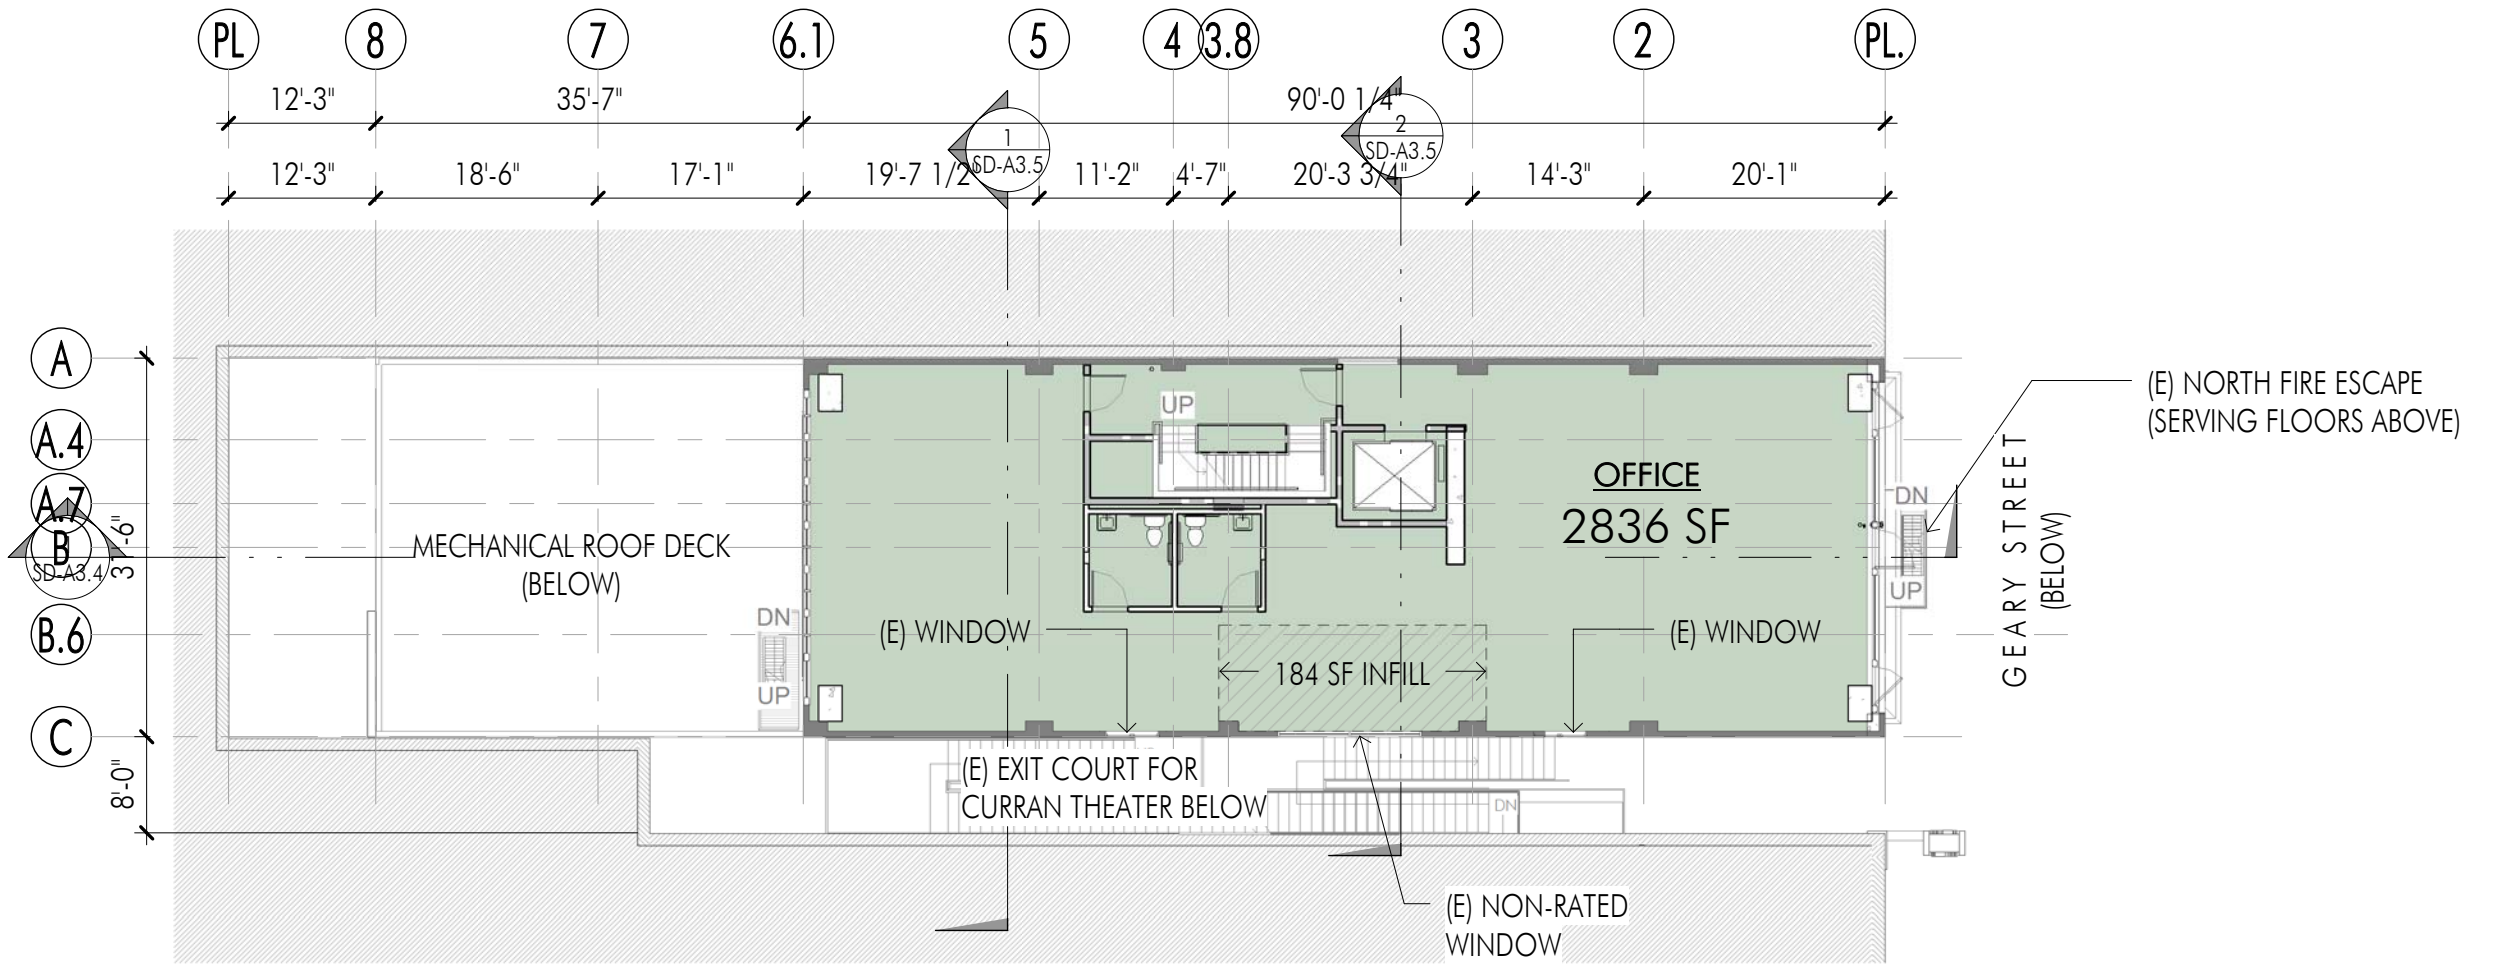 PL 8 7 6.1 5 4 3.8 3 2 PL.
12'-3" 35'-7" 90'-0 1/4"
1
SD-A3.5
2
SD-A3.5
12'-3" 18'-6" 17'-1" 19'-7 1/2" 11'-2" 4'-7" 20'-3 3/4" 14'-3" 20'-1"
A
A.4
A.7
B
SD-A3.4
B.6
C
8'-0"
MECHANICAL ROOF DECK
(BELOW)
DN
UP
UP
OFFICE
2836 SF
(E) WINDOW
184 SF INFILL
(E) WINDOW
DN
UP
(E) NORTH FIRE ESCAPE
(SERVING FLOORS ABOVE)
GEARY STREET
(BELOW)
(E) EXIT COURT FOR
CURRAN THEATER BELOW
DN
(E) NON-RATED
WINDOW